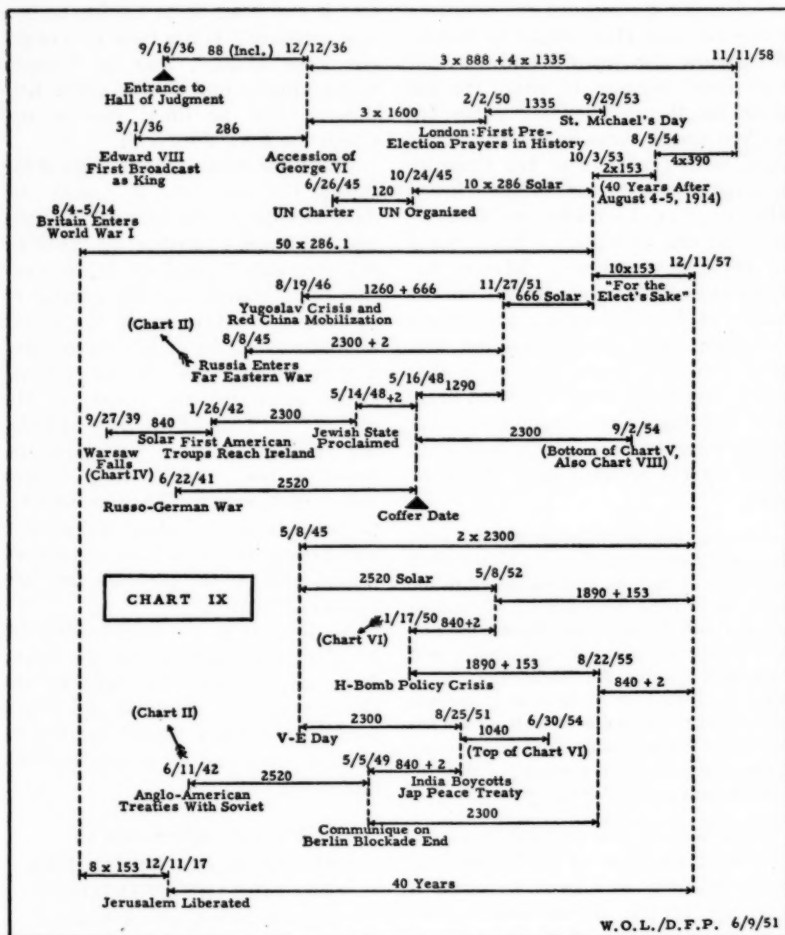 9/16/36 88 (Incl.) 12/12/36
3 x 888 + 4 x 1335 11/11/58
Entrance to
Hall of Judgment
3 x 1600 2/2/50 1335 9/29/53
St. Michael's Day
London:First Pre-
Election Prayers in History
3/1/36 286
Edward VIII
First Broadcast
as King
Accession of
George VI
8/5/54
4x390
10/3/53
2x153
(40 Years After
August 4-5, 1914)
6/26/45 120 10/24/45 10 x 286 Solar
UN Charter UN Organized
8/4-5/14
Britain Enters
World War I
50 x 286.1
10x153 12/11/57
"For the
Elect's Sake"
8/19/46 1260 + 666 11/27/51
666 Solar
Yugoslav Crisis and
Red China Mobilization
(Chart II)
8/8/45 2300 + 2
Russia Enters
Far Eastern War
5/14/48 +2 5/16/48 1290
9/27/39 840 1/26/42 2300
Solar
Warsaw
Falls
(Chart IV)
First American
Troops Reach Ireland
Jewish State
Proclaimed
2300 9/2/54
(Bottom of Chart V,
Also Chart VIII)
6/22/41 2520
Russo-German War
Coffer Date
5/8/45 2 x 2300
CHART IX
2520 Solar 5/8/52
1890 + 153
1/17/50 840+2
(Chart VI)
1890 + 153 8/22/55
H-Bomb Policy Crisis
840 + 2
(Chart II)
2300 8/25/51
V-E Day
1040 6/30/54
(Top of Chart VI)
6/11/42 2520 5/5/49 840 + 2
Anglo-American
Treaties With Soviet
India Boycotts
Jap Peace Treaty
2300
Communique on
Berlin Blockade End
8 x 153 12/11/17
40 Years
Jerusalem Liberated
W.O.L./D.F.P. 6/9/51